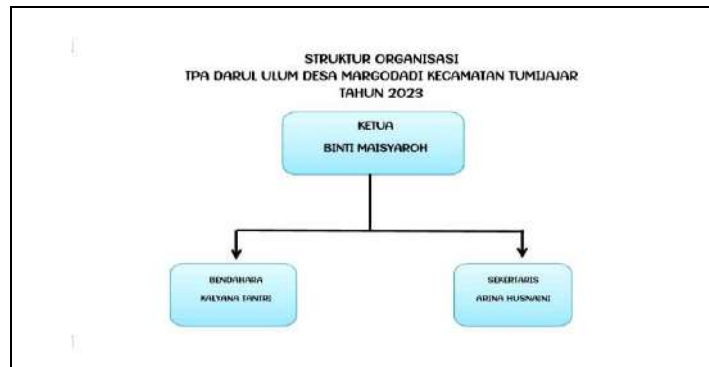 STRUKTUR ORGANISASI
TPA DARUL ULUM DESA MARGODADI KECAMATAN TUMIJAJAR
TAHUN 2023
KETUA
BINTI MAISYAROH
BENDAHARA
KALYANA TANTRI
SEKERTARIS
ARINA HUSNAINI